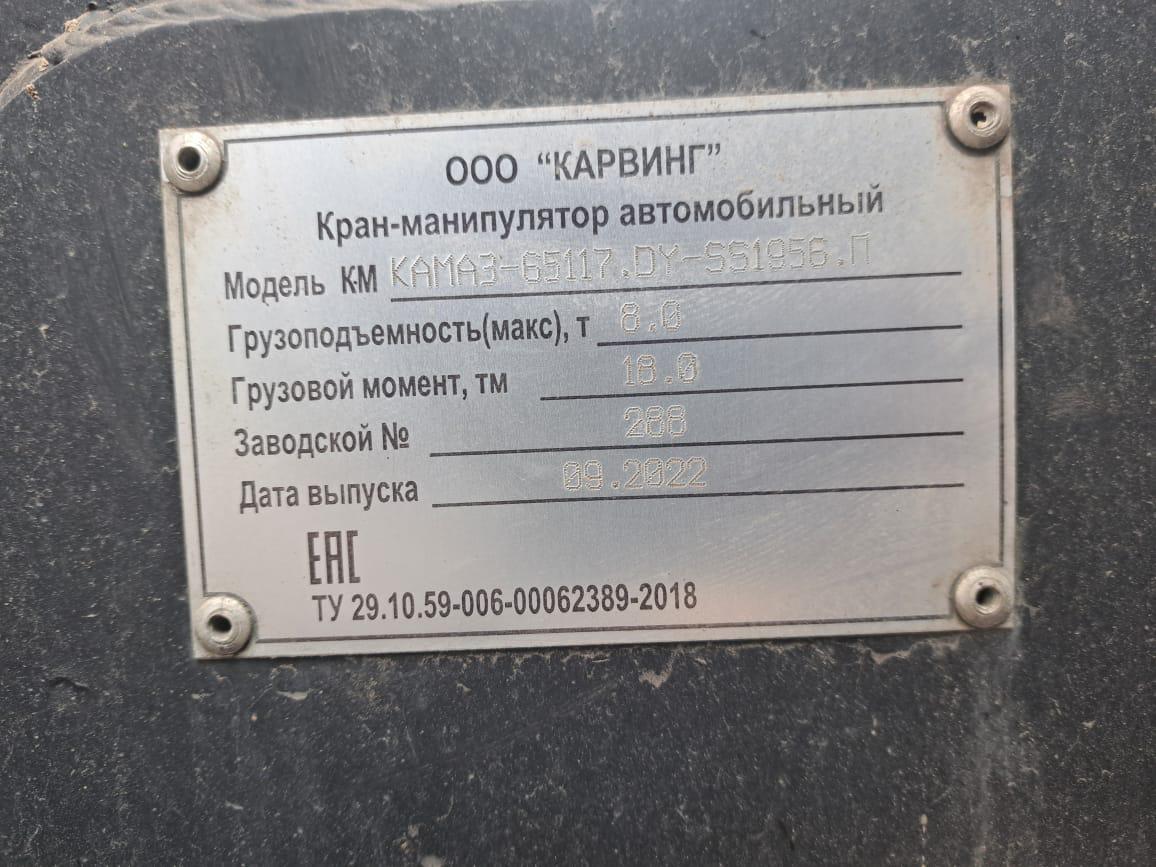 ООО “КАРВИНГ”
Кран-манипулятор автомобильный
Модель КМ КАМАЗ-65117.DY-SS1956.П
Грузоподъемность(макс), т 8.0
Грузовой момент, тм 18.0
Заводской № 288
Дата выпуска 09.2022
ЕАС
ТУ 29.10.59-006-00062389-2018